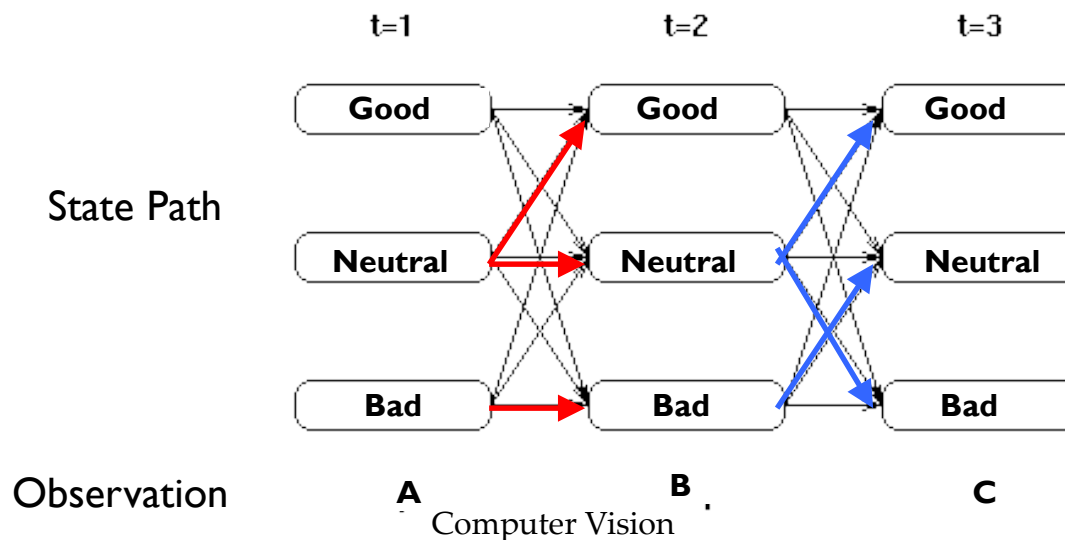 t=1 t=2 t=3
Good Good Good
State Path
Neutral Neutral Neutral
Bad Bad Bad
Observation A B C
Computer Vision